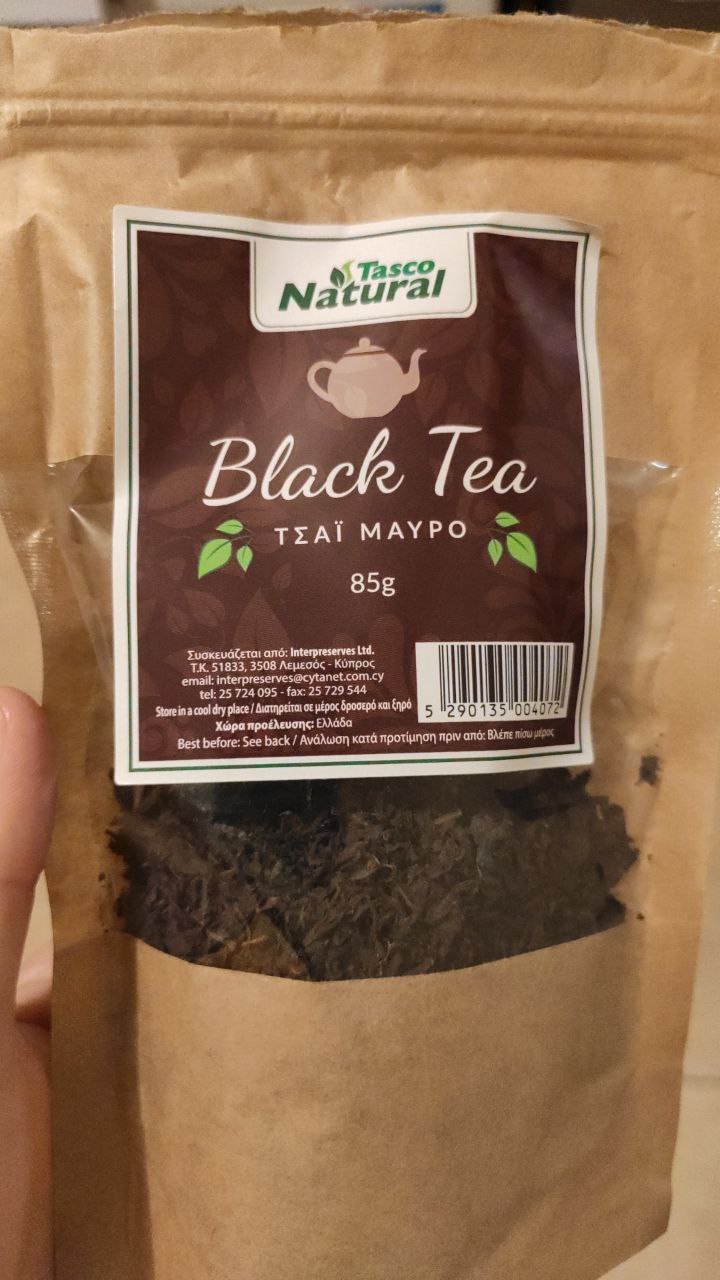 Tasco
Natural
Black Tea
ΤΣΑΪ ΜΑΥΡΟ
85g
Συσκευάζεται από: Interpreserves Ltd.
Τ.Κ. 51833, 3508 Λεμεσός - Κύπρος
email: interpreserves@cytanet.com.cy
tel: 25 724 095 - fax: 25 729 544
Store in a cool dry place / Διατηρείται σε μέρος δροσερό και ξηρό
Χώρα προέλευσης: Ελλάδα
Best before: See back / Ανάλωση κατά προτίμηση πριν από: Βλέπε πίσω μέρος
5 290135 004072